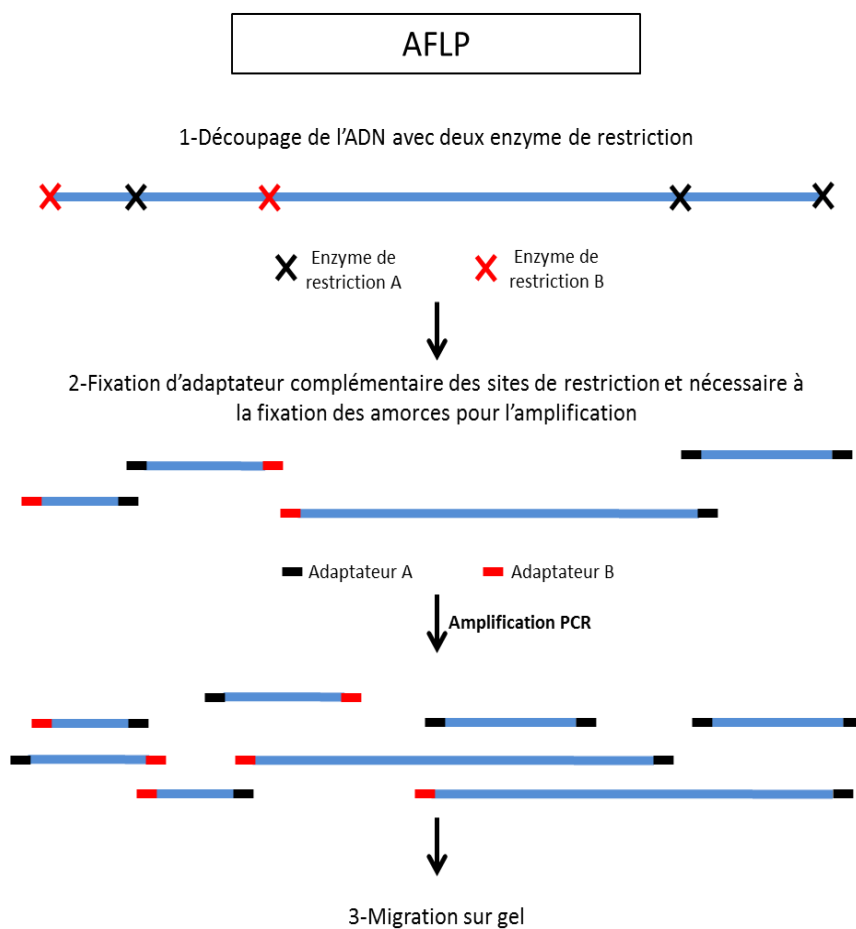 AFLP
1-Découpage de l'ADN avec deux enzyme de restriction
Enzyme de
restriction A
Enzyme de
restriction B
2-Fixation d'adaptateur complémentaire des sites de restriction et nécessaire à
la fixation des amorces pour l'amplification
Adaptateur A
Adaptateur B
Amplification PCR
3-Migration sur gel